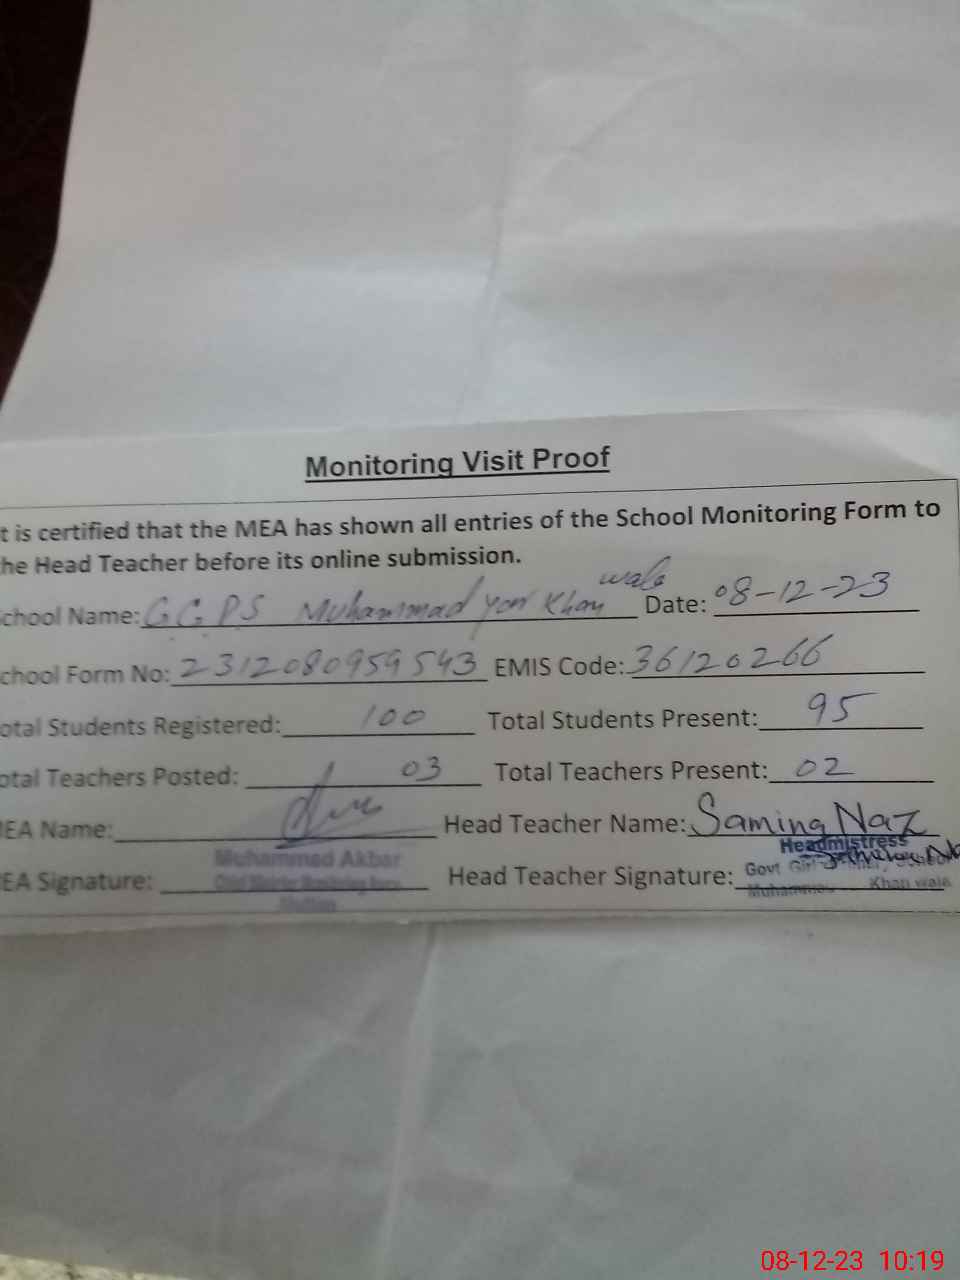 Monitoring Visit Proof
t is certified that the MEA has shown all entries of the School Monitoring Form to
he Head Teacher before its online submission.
chool Name: GGPS Muhammad yar Khan wala Date: 08-12-23
chool Form No: 2312080959543 EMIS Code: 36120266
otal Students Registered: 100 Total Students Present: 95
otal Teachers Posted: 03 Total Teachers Present: 02
EA Name: Head Teacher Name: Samina Naz
Muhammad Akbar Headmistress
EA Signature: Head Teacher Signature: Govt
Khan wala
08-12-23 10:19